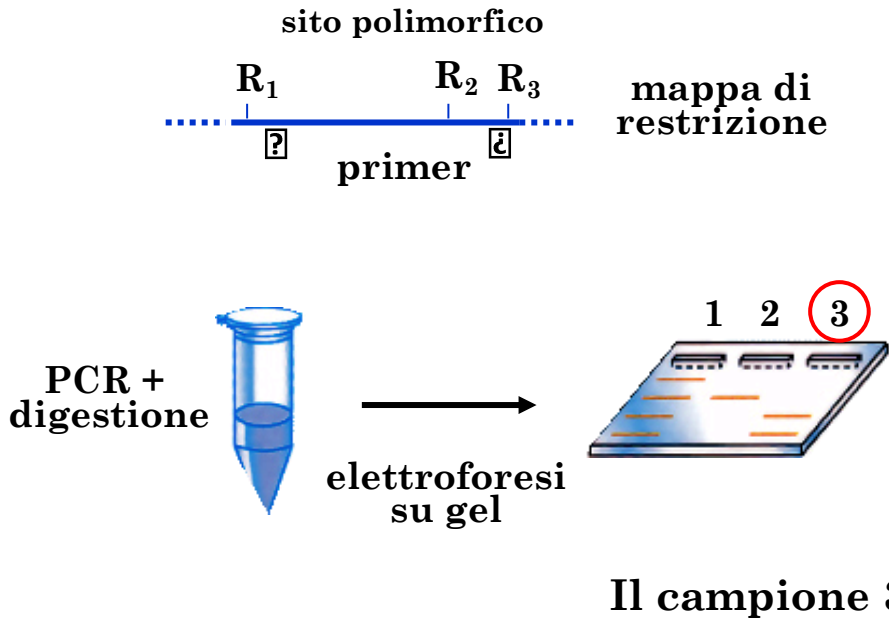 sito polimorfico
R₁ R₂ R₃
mappa di
restrizione
? ¿
primer
1 2 3
PCR +
digestione
elettroforesi
su gel
Il campione